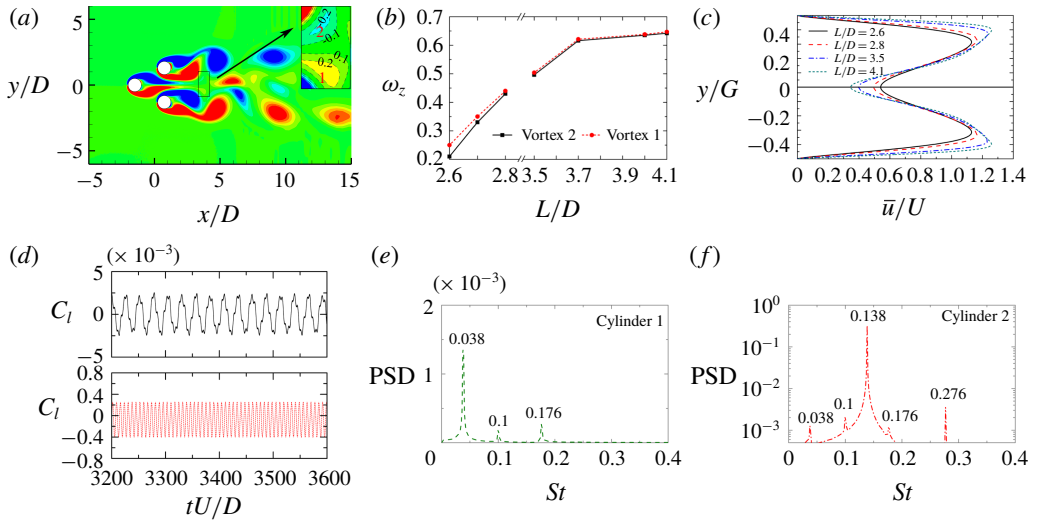 (a)
y/D
5
0
−5
−5
0
5
10
15
x/D
-0.2
-0.1
0.1
0.2
2
1
(b)
ω_z
0.7
0.6
0.5
0.4
0.3
0.2
2.6
2.8
3.5
3.7
3.9
4.1
L/D
Vortex 2
Vortex 1
(c)
y/G
0.4
0.2
0
−0.2
−0.4
0.0
0.2
0.4
0.6
0.8
1.0
1.2
1.4
u̅/U
L/D = 2.6
L/D = 2.8
L/D = 3.5
L/D = 4.1
(d)
(× 10⁻³)
C_l
5
0
−5
C_l
0.8
0.4
0
−0.4
−0.8
3200
3300
3400
3500
3600
tU/D
(e)
(× 10⁻³)
PSD
2
1
Cylinder 1
0.038
0.1
0.176
0
0.1
0.2
0.3
0.4
St
(f)
PSD
10⁰
10⁻¹
10⁻²
10⁻³
Cylinder 2
0.138
0.038
0.1
0.176
0.276
0
0.1
0.2
0.3
0.4
St